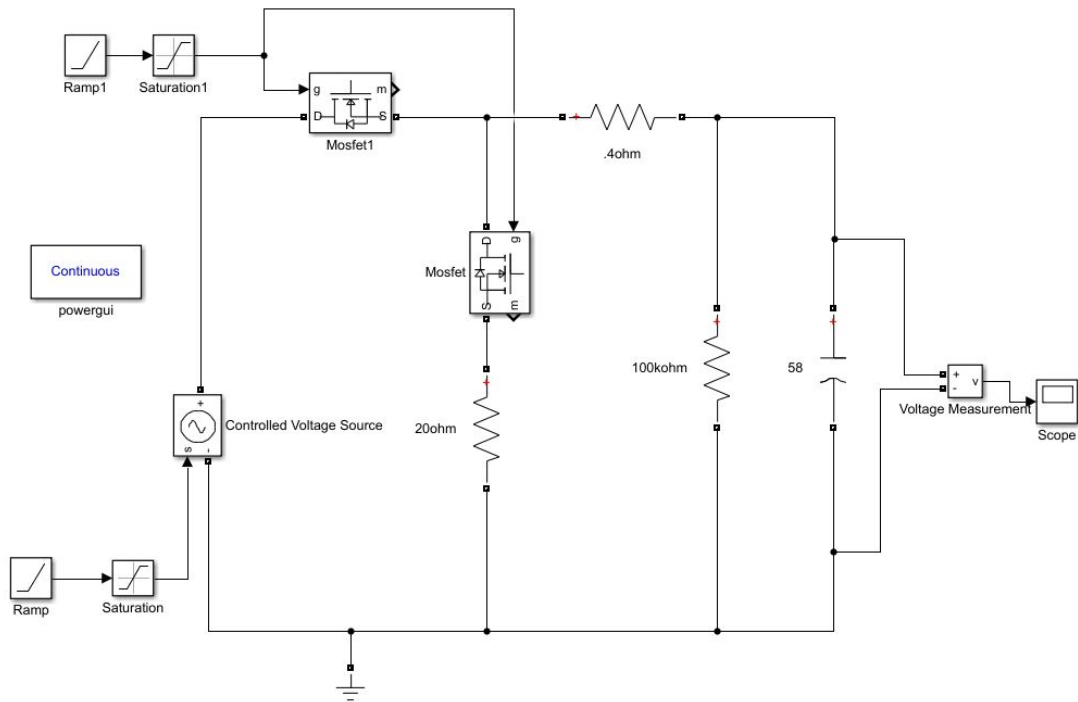 Ramp1
Saturation1
g
m
D
S
Mosfet1
.4ohm
D
g
Mosfet
S
m
Continuous
powergui
100kohm
58
+
-
v
Voltage Measurement
Scope
+
Controlled Voltage Source
s
-
20ohm
Ramp
Saturation